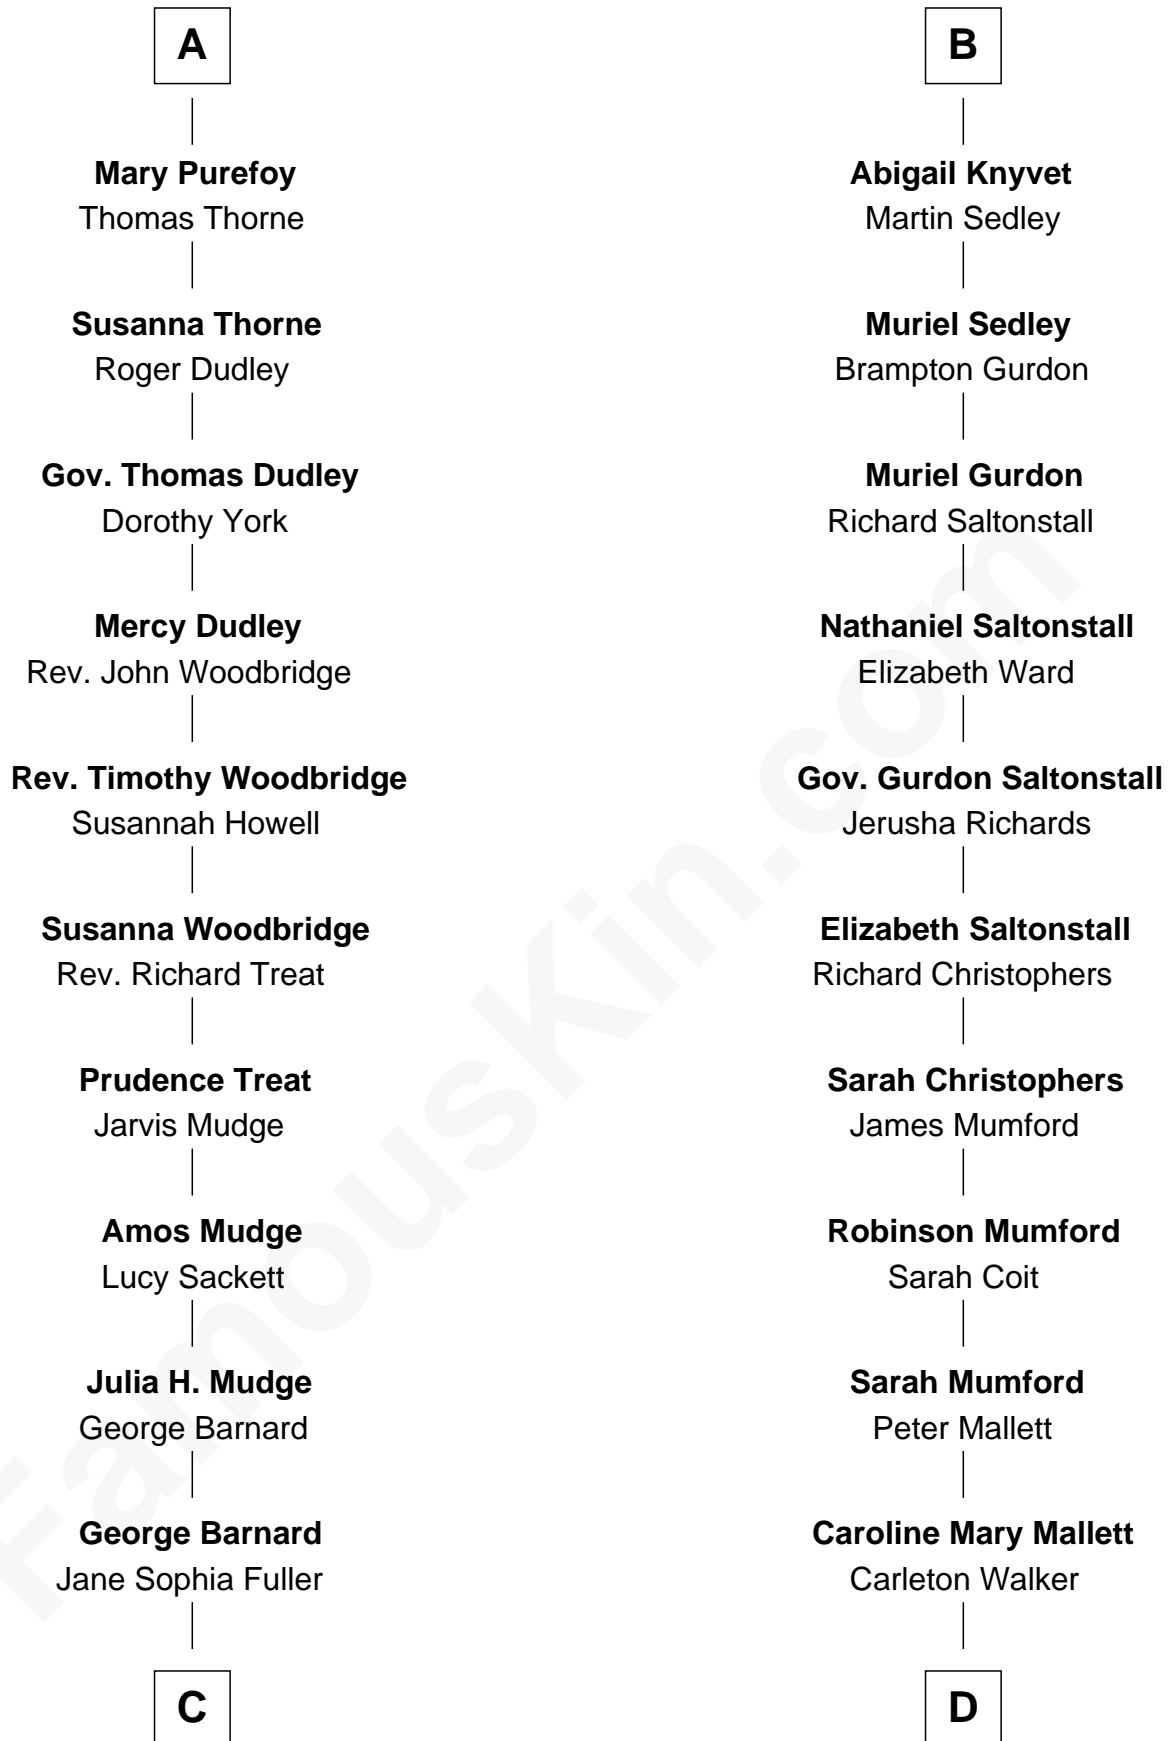 A
Mary Purefoy
Thomas Thorne
Susanna Thorne
Roger Dudley
Gov. Thomas Dudley
Dorothy York
Mercy Dudley
Rev. John Woodbridge
Rev. Timothy Woodbridge
Susannah Howell
Susanna Woodbridge
Rev. Richard Treat
Prudence Treat
Jarvis Mudge
Amos Mudge
Lucy Sackett
Julia H. Mudge
George Barnard
George Barnard
Jane Sophia Fuller
C
B
Abigail Knyvet
Martin Sedley
Muriel Sedley
Brampton Gurdon
Muriel Gurdon
Richard Saltonstall
Nathaniel Saltonstall
Elizabeth Ward
Gov. Gurdon Saltonstall
Jerusha Richards
Elizabeth Saltonstall
Richard Christophers
Sarah Christophers
James Mumford
Robinson Mumford
Sarah Coit
Sarah Mumford
Peter Mallett
Caroline Mary Mallett
Carleton Walker
D
FamousKin.com